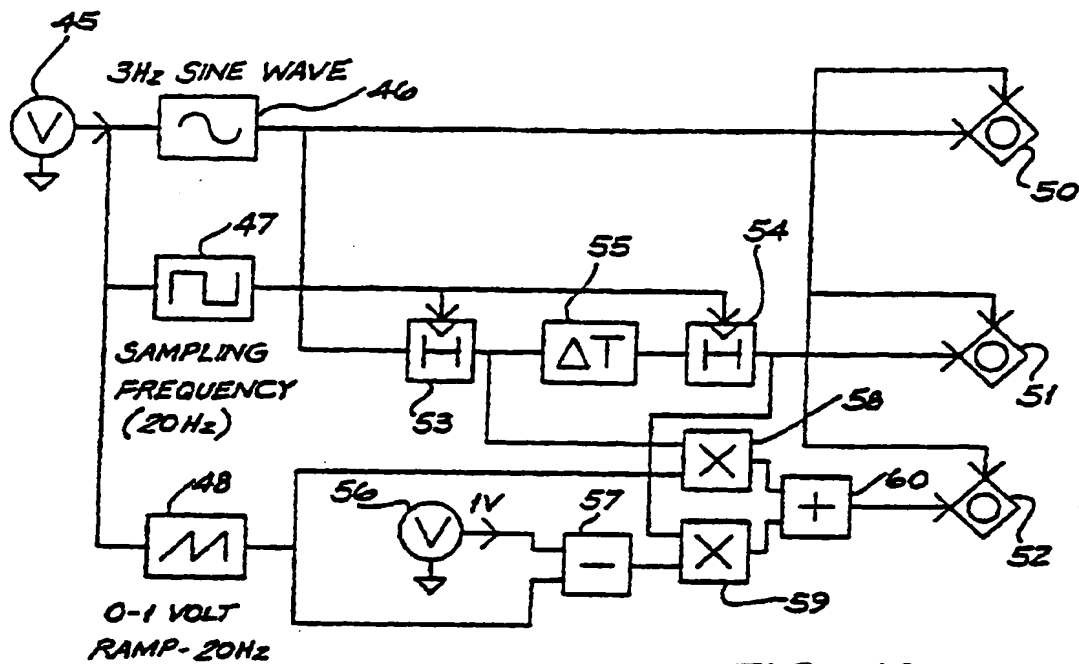 45
3Hz SINE WAVE
46
50
47
54
55
ΔT
SAMPLING
FREQUENCY
(20Hz)
53
51
58
48
56
1V
57
60
52
59
0-1 VOLT
RAMP-20Hz